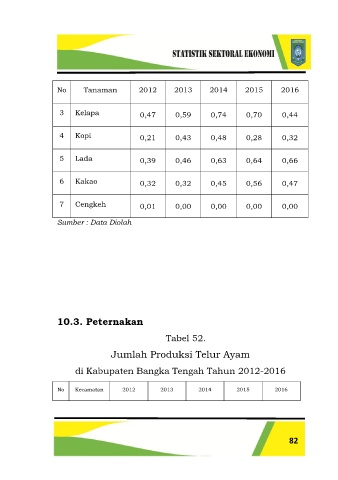 STATISTIK SEKTORAL EKONOMI
No Tanaman 2012 2013 2014 2015 2016
3 Kelapa 0,47 0,59 0,74 0,70 0,44
4 Kopi 0,21 0,43 0,48 0,28 0,32
5 Lada 0,39 0,46 0,63 0,64 0,66
6 Kakao 0,32 0,32 0,45 0,56 0,47
7 Cengkeh 0,01 0,00 0,00 0,00 0,00
Sumber : Data Diolah
10.3. Peternakan
Tabel 52.
Jumlah Produksi Telur Ayam
di Kabupaten Bangka Tengah Tahun 2012-2016
No Kecamatan 2012 2013 2014 2015 2016
82